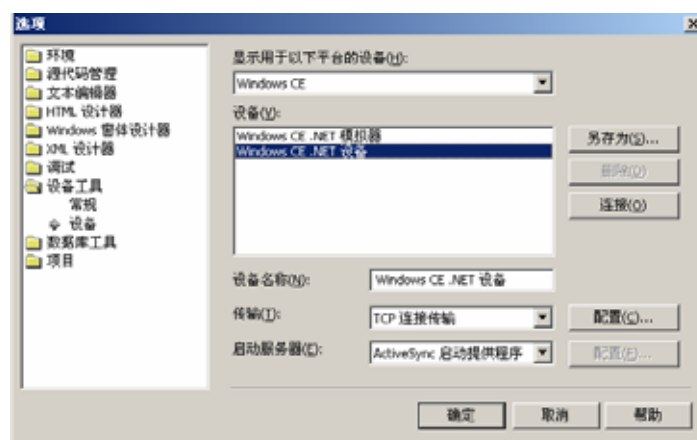 选项
环境
源代码管理
文本编辑器
HTML 设计器
Windows 窗体设计器
XML 设计器
调试
设备工具
常规
设备
数据库工具
项目
显示用于以下平台的设备(H):
Windows CE
设备(V):
Windows CE .NET 模拟器
Windows CE .NET 设备
另存为(S)...
删除(D)
连接(O)
设备名称(N):
Windows CE .NET 设备
传输(T):
TCP 连接传输
配置(C)...
启动服务器(E):
ActiveSync 启动提供程序
配置(F)...
确定
取消
帮助